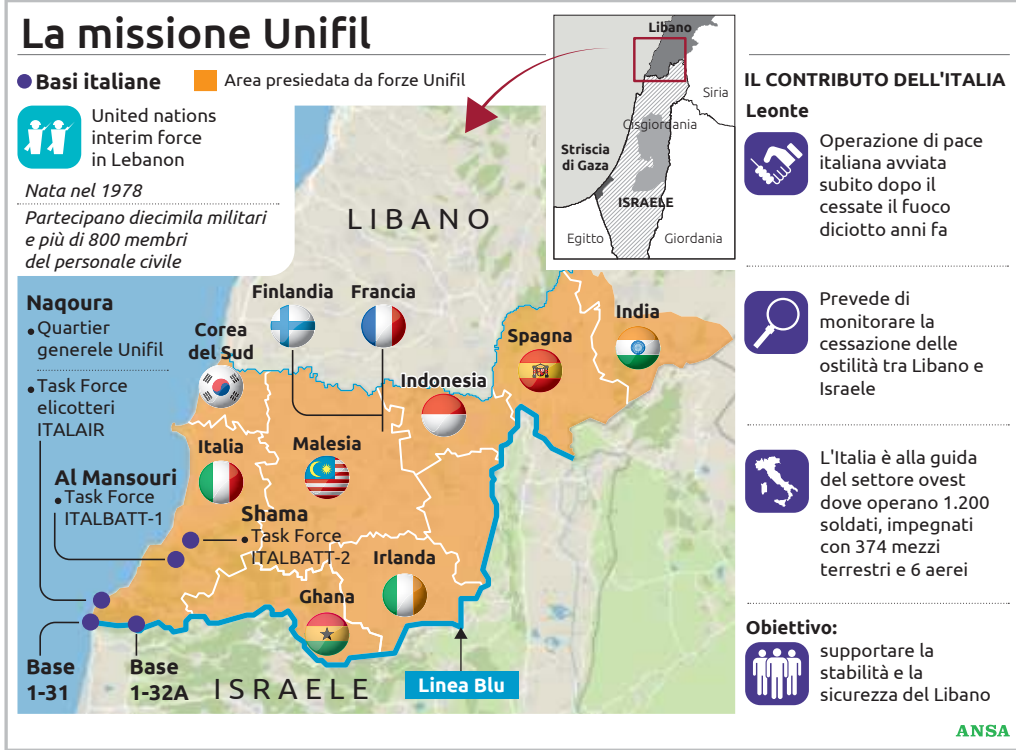 La missione Unifil
Basi italiane
Area presiedata da forze Unifil
United nations
interim force
in Lebanon
Nata nel 1978
Partecipano diecimila militari
e più di 800 membri
del personale civile
Libano
Siria
Cisgiordania
Striscia
di Gaza
ISRAELE
Egitto
Giordania
LIBANO
Naqoura
• Quartier
generele Unifil
• Task Force
elicotteri
ITALAIR
Al Mansouri
• Task Force
ITALBATT-1
Shama
• Task Force
ITALBATT-2
Corea
del Sud
Finlandia
Francia
Indonesia
Spagna
India
Italia
Malesia
Irlanda
Ghana
Base
1-31
Base
1-32A
ISRAELE
Linea Blu
IL CONTRIBUTO DELL'ITALIA
Leonte
Operazione di pace
italiana avviata
subito dopo il
cessate il fuoco
diciotto anni fa
Prevede di
monitorare la
cessazione delle
ostilità tra Libano e
Israele
L'Italia è alla guida
del settore ovest
dove operano 1.200
soldati, impegnati
con 374 mezzi
terrestri e 6 aerei
Obiettivo:
supportare la
stabilità e la
sicurezza del Libano
ANSA